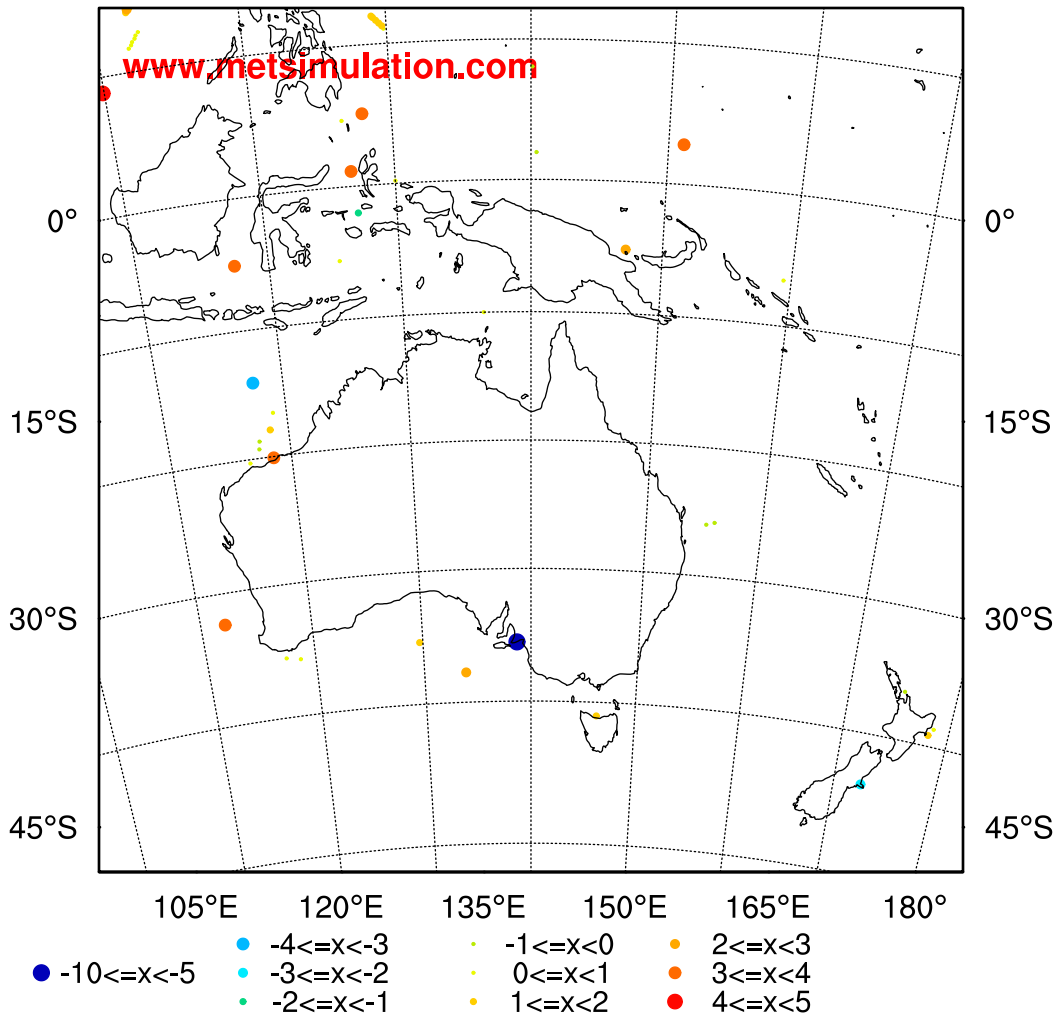 www.metsimulation.com
0° 0°
15°S 15°S
30°S 30°S
45°S 45°S
105°E 120°E 135°E 150°E 165°E 180°
-4<=x<-3 -1<=x<0 2<=x<3
-10<=x<-5 -3<=x<-2 0<=x<1 3<=x<4
-2<=x<-1 1<=x<2 4<=x<5